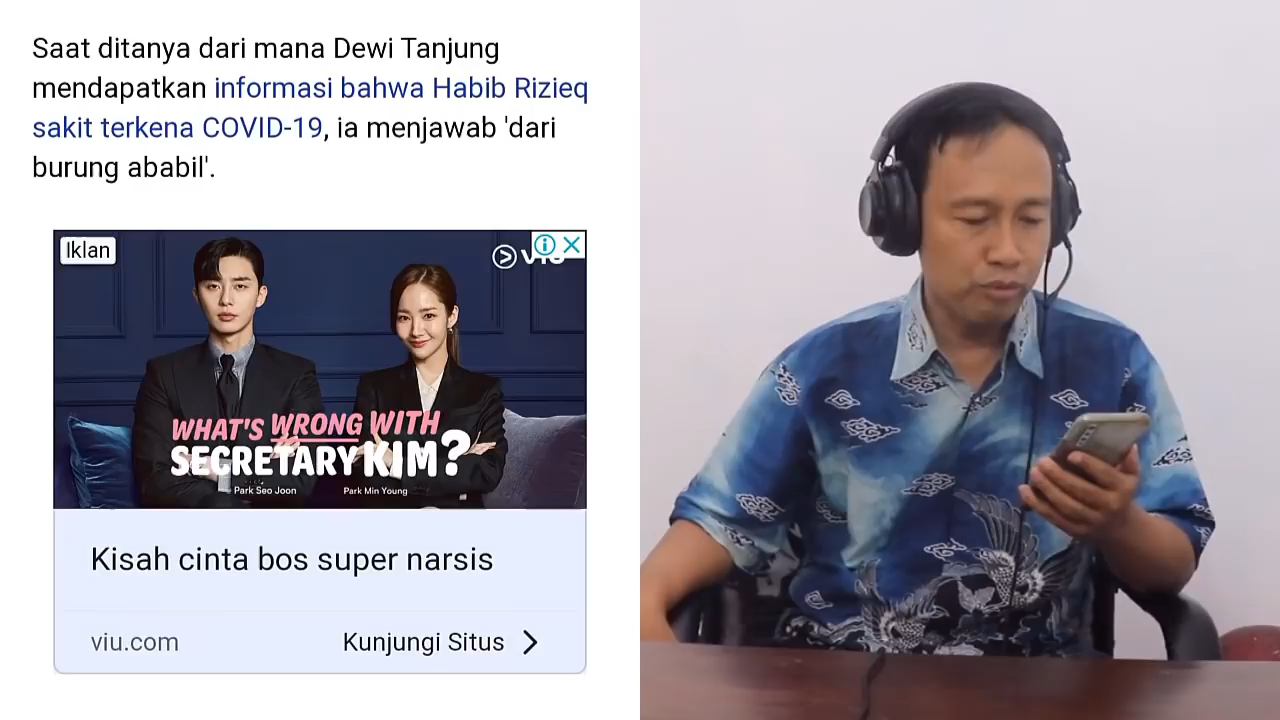 Saat ditanya dari mana Dewi Tanjung
mendapatkan informasi bahwa Habib Rizieq
sakit terkena COVID-19, ia menjawab 'dari
burung ababil'.
Iklan
WHAT'S WRONG WITH
SECRETARY KIM?
Park Seo Joon
Park Min Young
Kisah cinta bos super narsis
viu.com
Kunjungi Situs